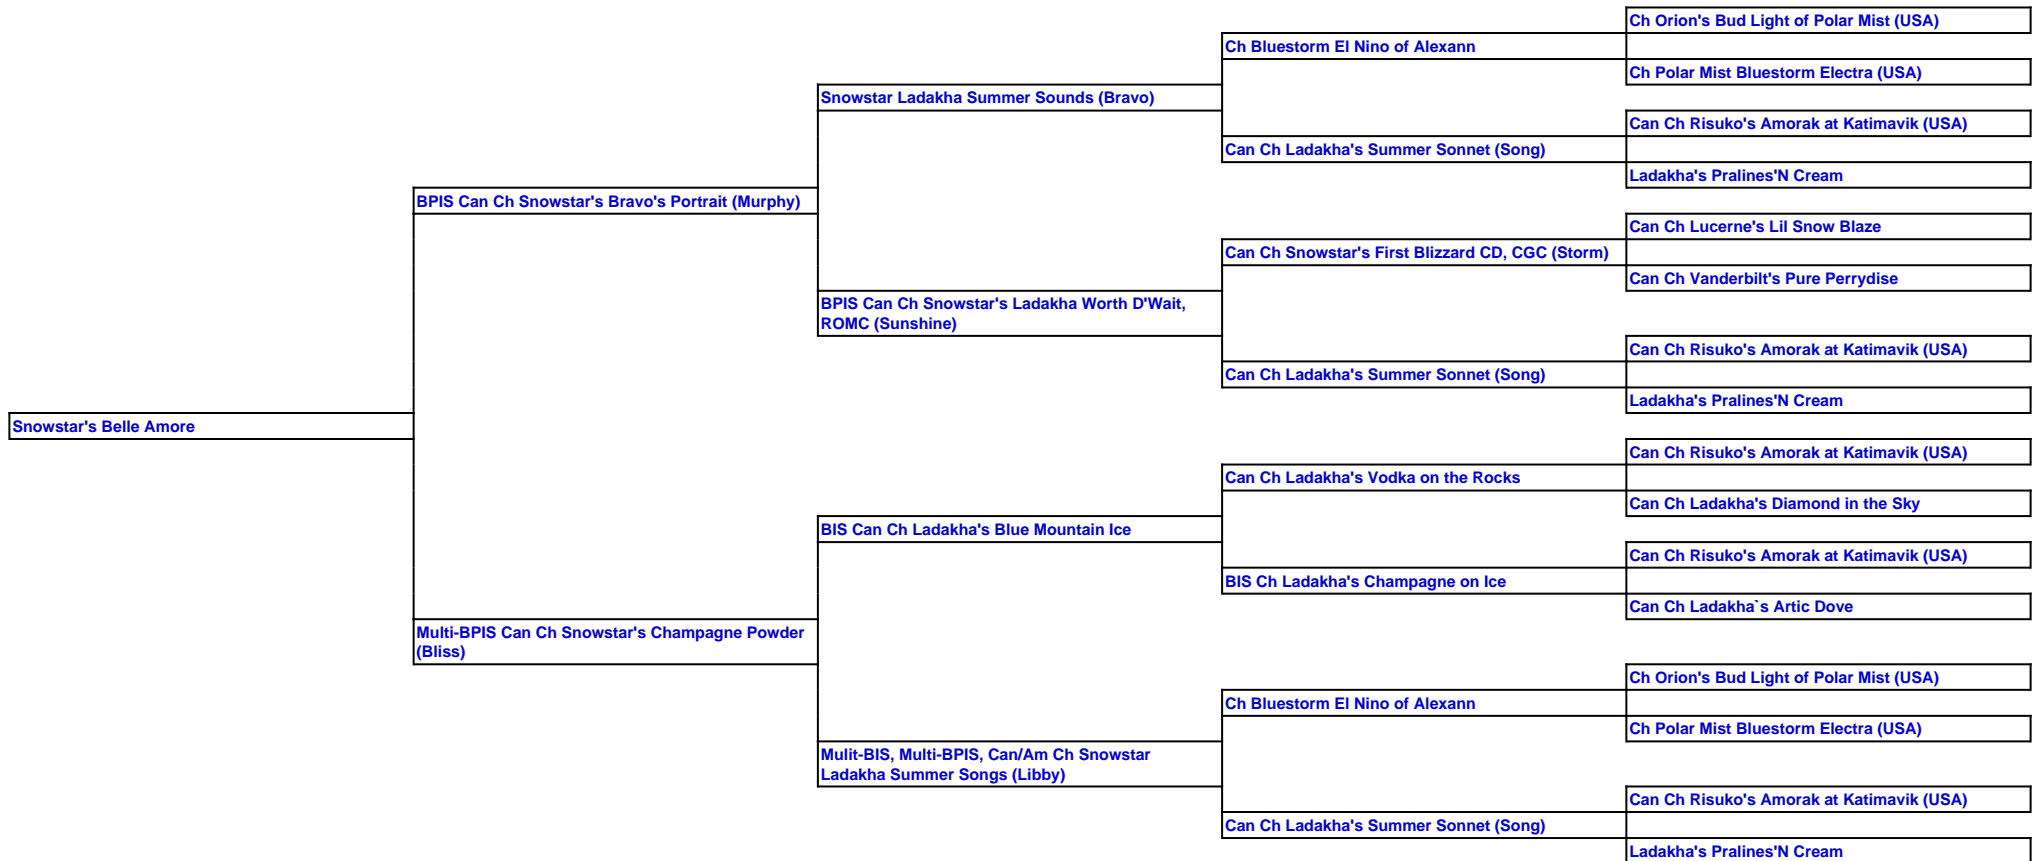 Ch Orion's Bud Light of Polar Mist (USA)
Ch Bluestorm El Nino of Alexann
Ch Polar Mist Bluestorm Electra (USA)
Snowstar Ladakha Summer Sounds (Bravo)
Can Ch Risuko's Amorak at Katimavik (USA)
Can Ch Ladakha's Summer Sonnet (Song)
Ladakha's Pralines'N Cream
BPIS Can Ch Snowstar's Bravo's Portrait (Murphy)
Can Ch Lucerne's Lil Snow Blaze
Can Ch Snowstar's First Blizzard CD, CGC (Storm)
Can Ch Vanderbilt's Pure Perrydise
BPIS Can Ch Snowstar's Ladakha Worth D'Wait,
ROMC (Sunshine)
Can Ch Risuko's Amorak at Katimavik (USA)
Can Ch Ladakha's Summer Sonnet (Song)
Ladakha's Pralines'N Cream
Snowstar's Belle Amore
Can Ch Risuko's Amorak at Katimavik (USA)
Can Ch Ladakha's Vodka on the Rocks
Can Ch Ladakha's Diamond in the Sky
BIS Can Ch Ladakha's Blue Mountain Ice
Can Ch Risuko's Amorak at Katimavik (USA)
BIS Ch Ladakha's Champagne on Ice
Can Ch Ladakha`s Artic Dove
Multi-BPIS Can Ch Snowstar's Champagne Powder
(Bliss)
Ch Orion's Bud Light of Polar Mist (USA)
Ch Bluestorm El Nino of Alexann
Ch Polar Mist Bluestorm Electra (USA)
Mulit-BIS, Multi-BPIS, Can/Am Ch Snowstar
Ladakha Summer Songs (Libby)
Can Ch Risuko's Amorak at Katimavik (USA)
Can Ch Ladakha's Summer Sonnet (Song)
Ladakha's Pralines'N Cream